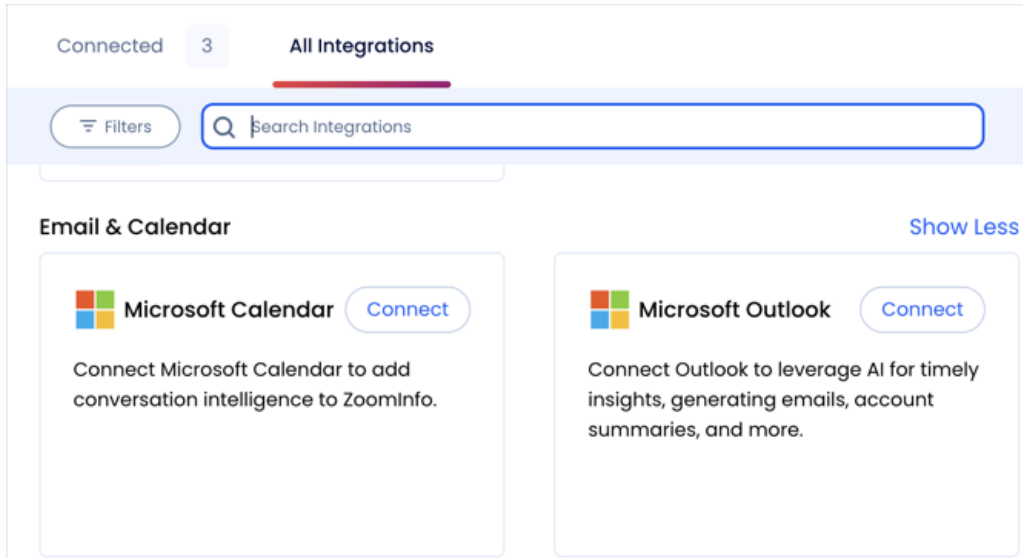 Connected 3 All Integrations
Filters Search Integrations
Email & Calendar Show Less
Microsoft Calendar Connect
Connect Microsoft Calendar to add
conversation intelligence to ZoomInfo.
Microsoft Outlook Connect
Connect Outlook to leverage AI for timely
insights, generating emails, account
summaries, and more.